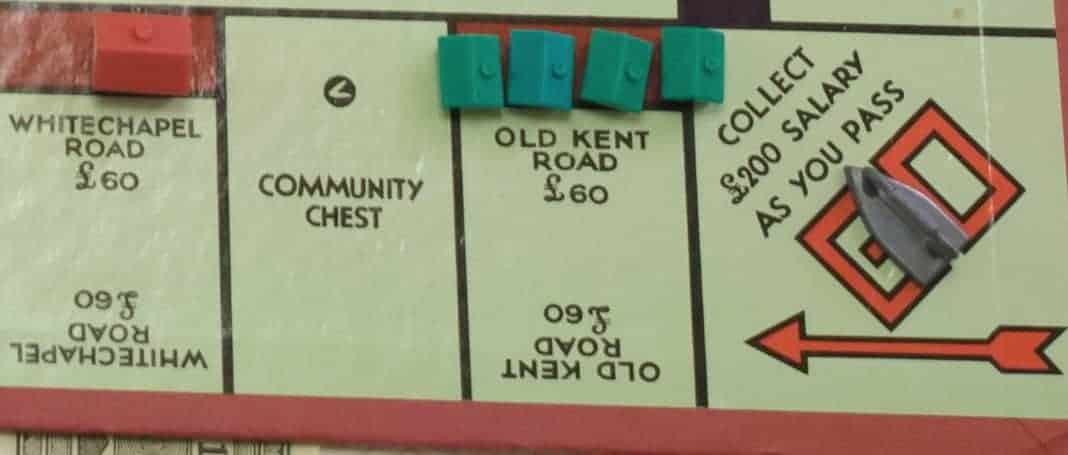 WHITECHAPEL
ROAD
£60
WHITECHAPEL
ROAD
£60
COMMUNITY
CHEST
OLD KENT
ROAD
£60
OLD KENT
ROAD
£60
COLLECT
£200 SALARY
AS YOU PASS
GO